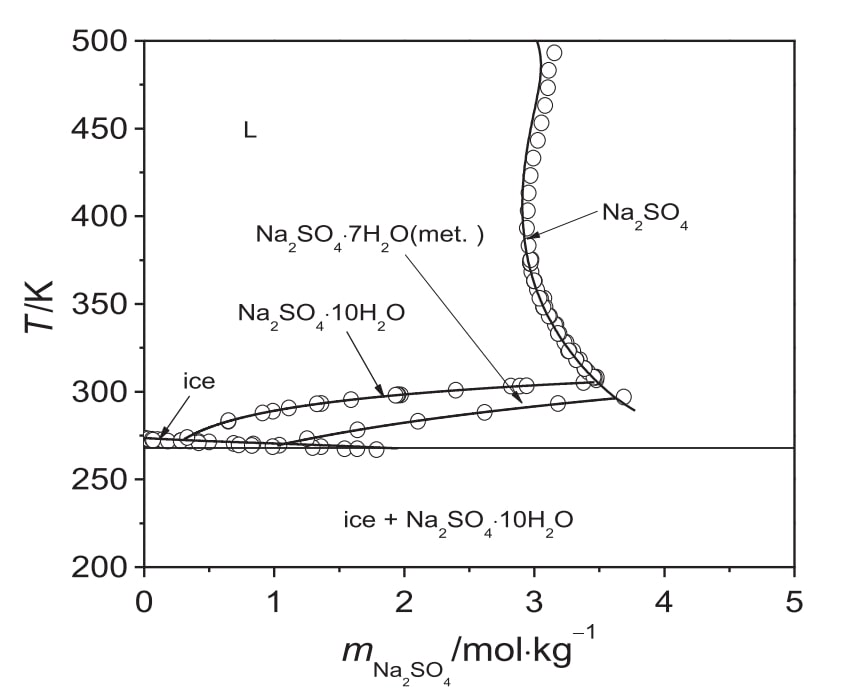 500
450
L
400
Na₂SO₄
Na₂SO₄·7H₂O(met. )
350
Na₂SO₄·10H₂O
T/K
ice
300
250
ice + Na₂SO₄·10H₂O
200
0 1 2 3 4 5
m Na₂SO₄ /mol·kg⁻¹